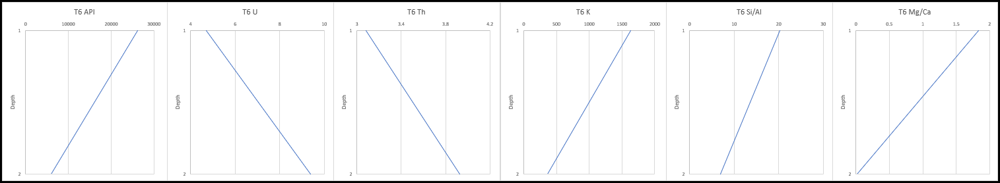 T6 API
0 10000 20000 30000
1
Depth
2
T6 U
4 6 8 10
1
Depth
2
T6 Th
3 3.4 3.8 4.2
1
Depth
2
T6 K
0 500 1000 1500 2000
1
Depth
2
T6 Si/Al
0 10 20 30
1
Depth
2
T6 Mg/Ca
0 0.5 1 1.5 2
1
Depth
2